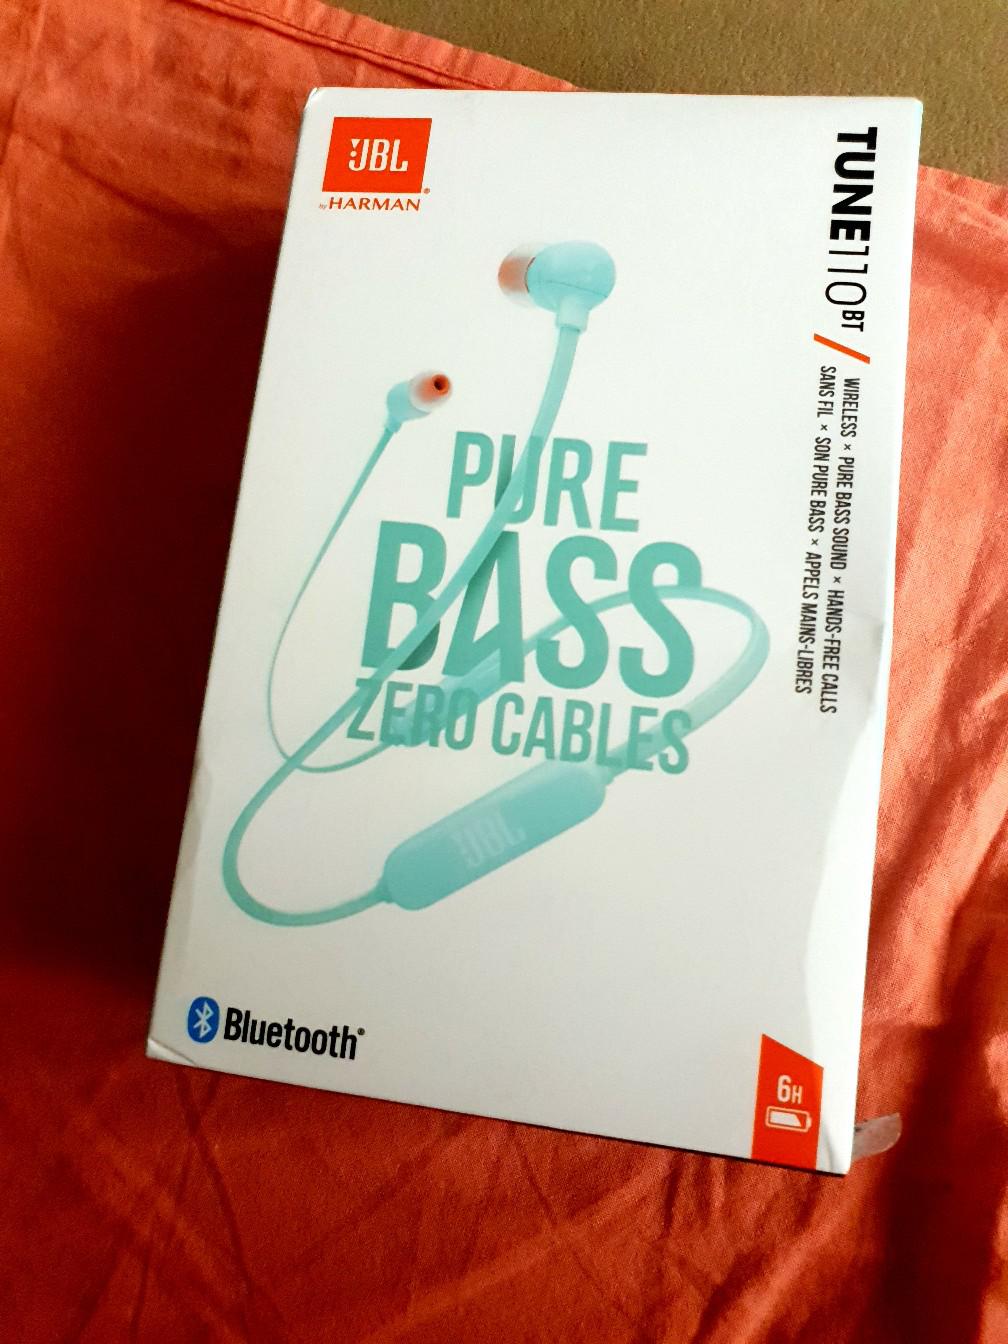 JBL
by HARMAN
TUNE110BT
WIRELESS × PURE BASS SOUND × HANDS-FREE CALLS
SANS FIL × SON PURE BASS × APPELS MAINS-LIBRES
PURE
BASS
ZERO CABLES
JBL
Bluetooth®
6H